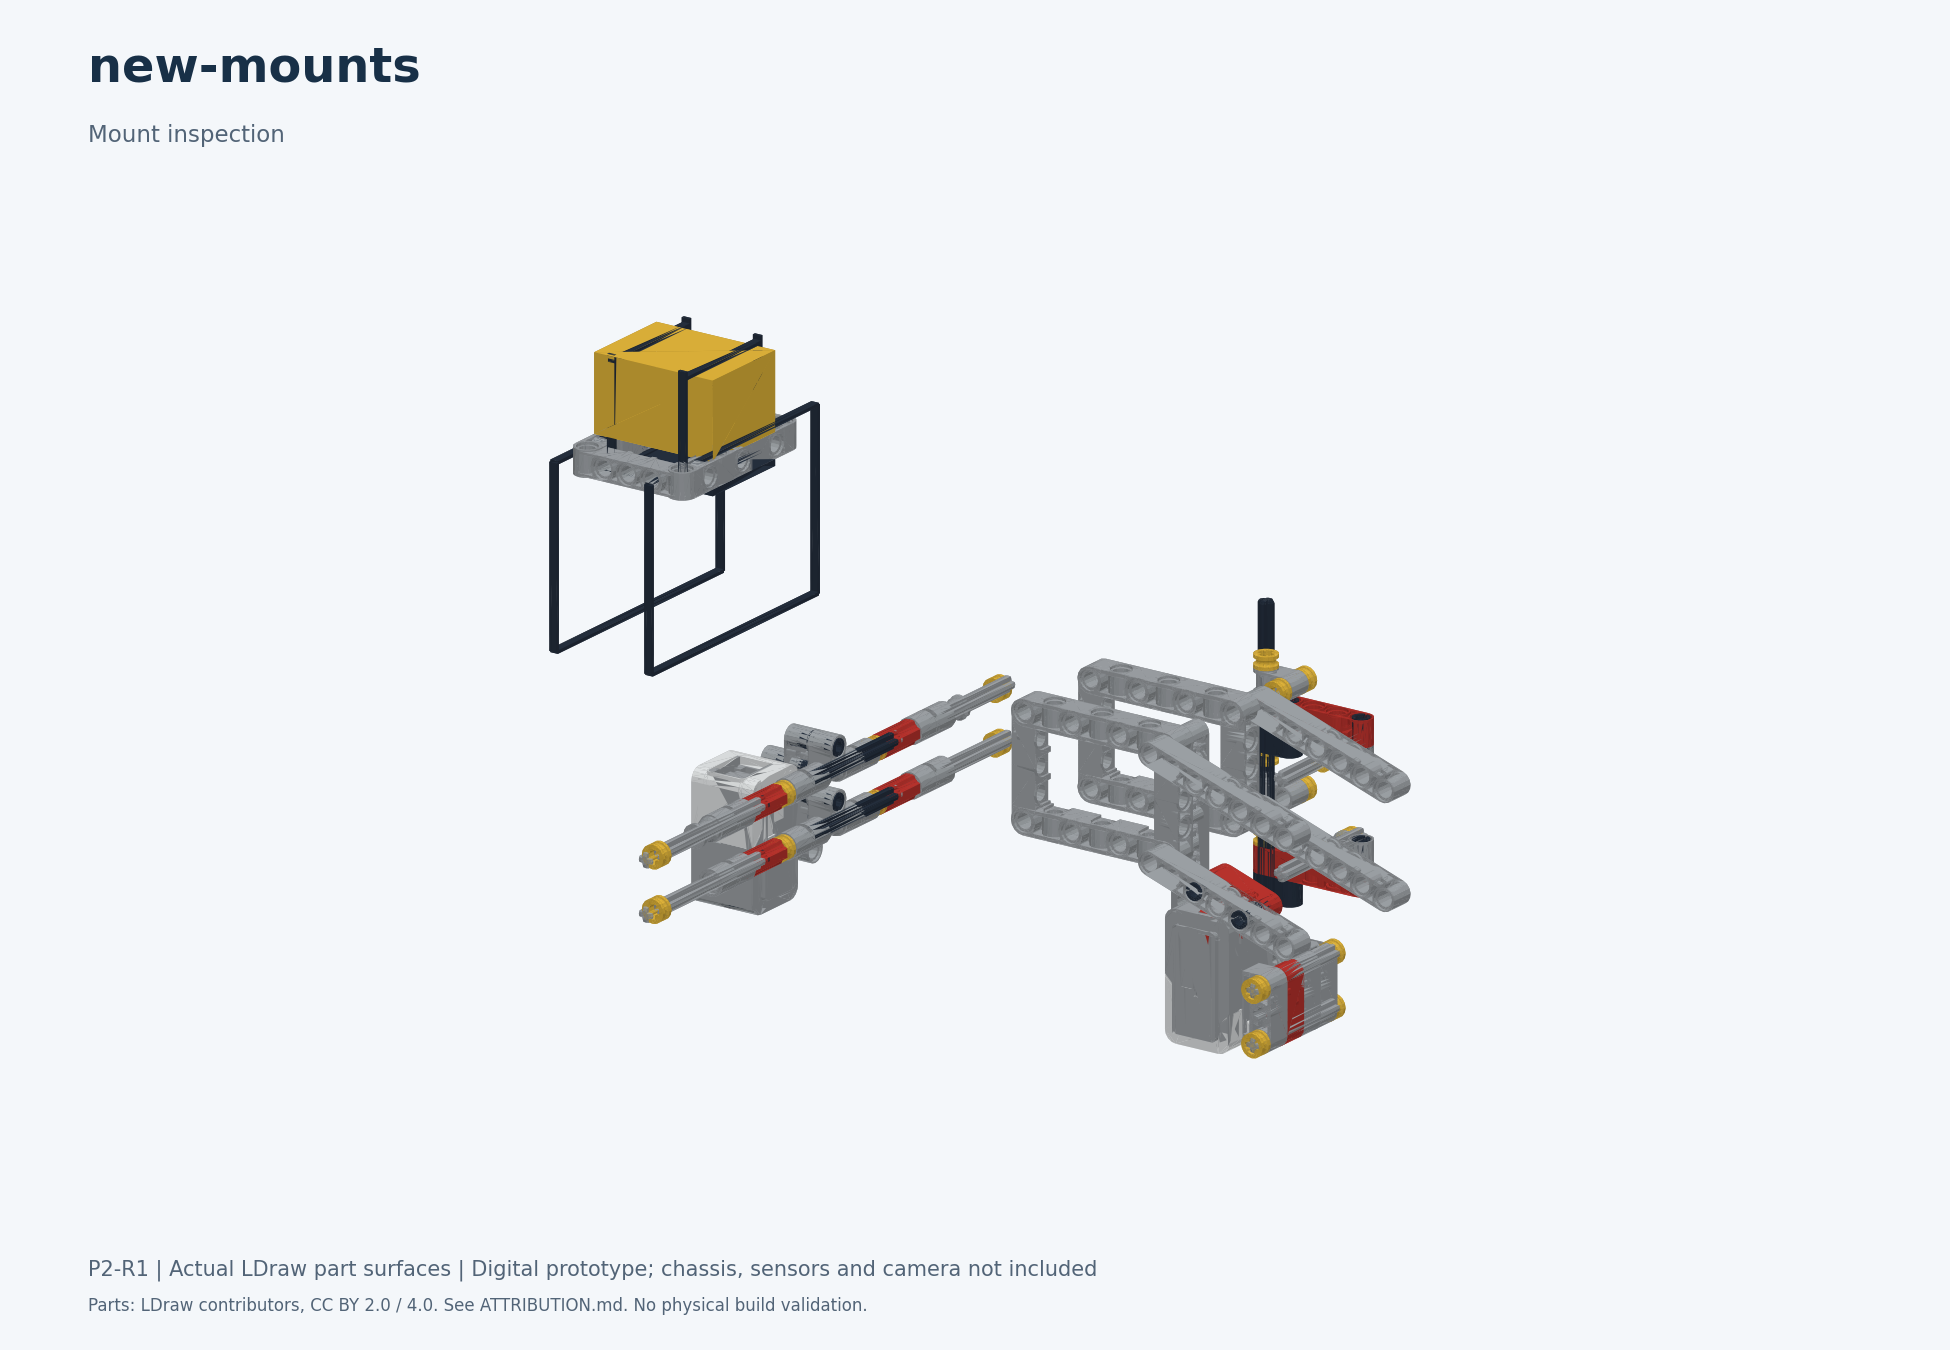 new-mounts
Mount inspection
P2-R1 | Actual LDraw part surfaces | Digital prototype; chassis, sensors and camera not included
Parts: LDraw contributors, CC BY 2.0 / 4.0. See ATTRIBUTION.md. No physical build validation.